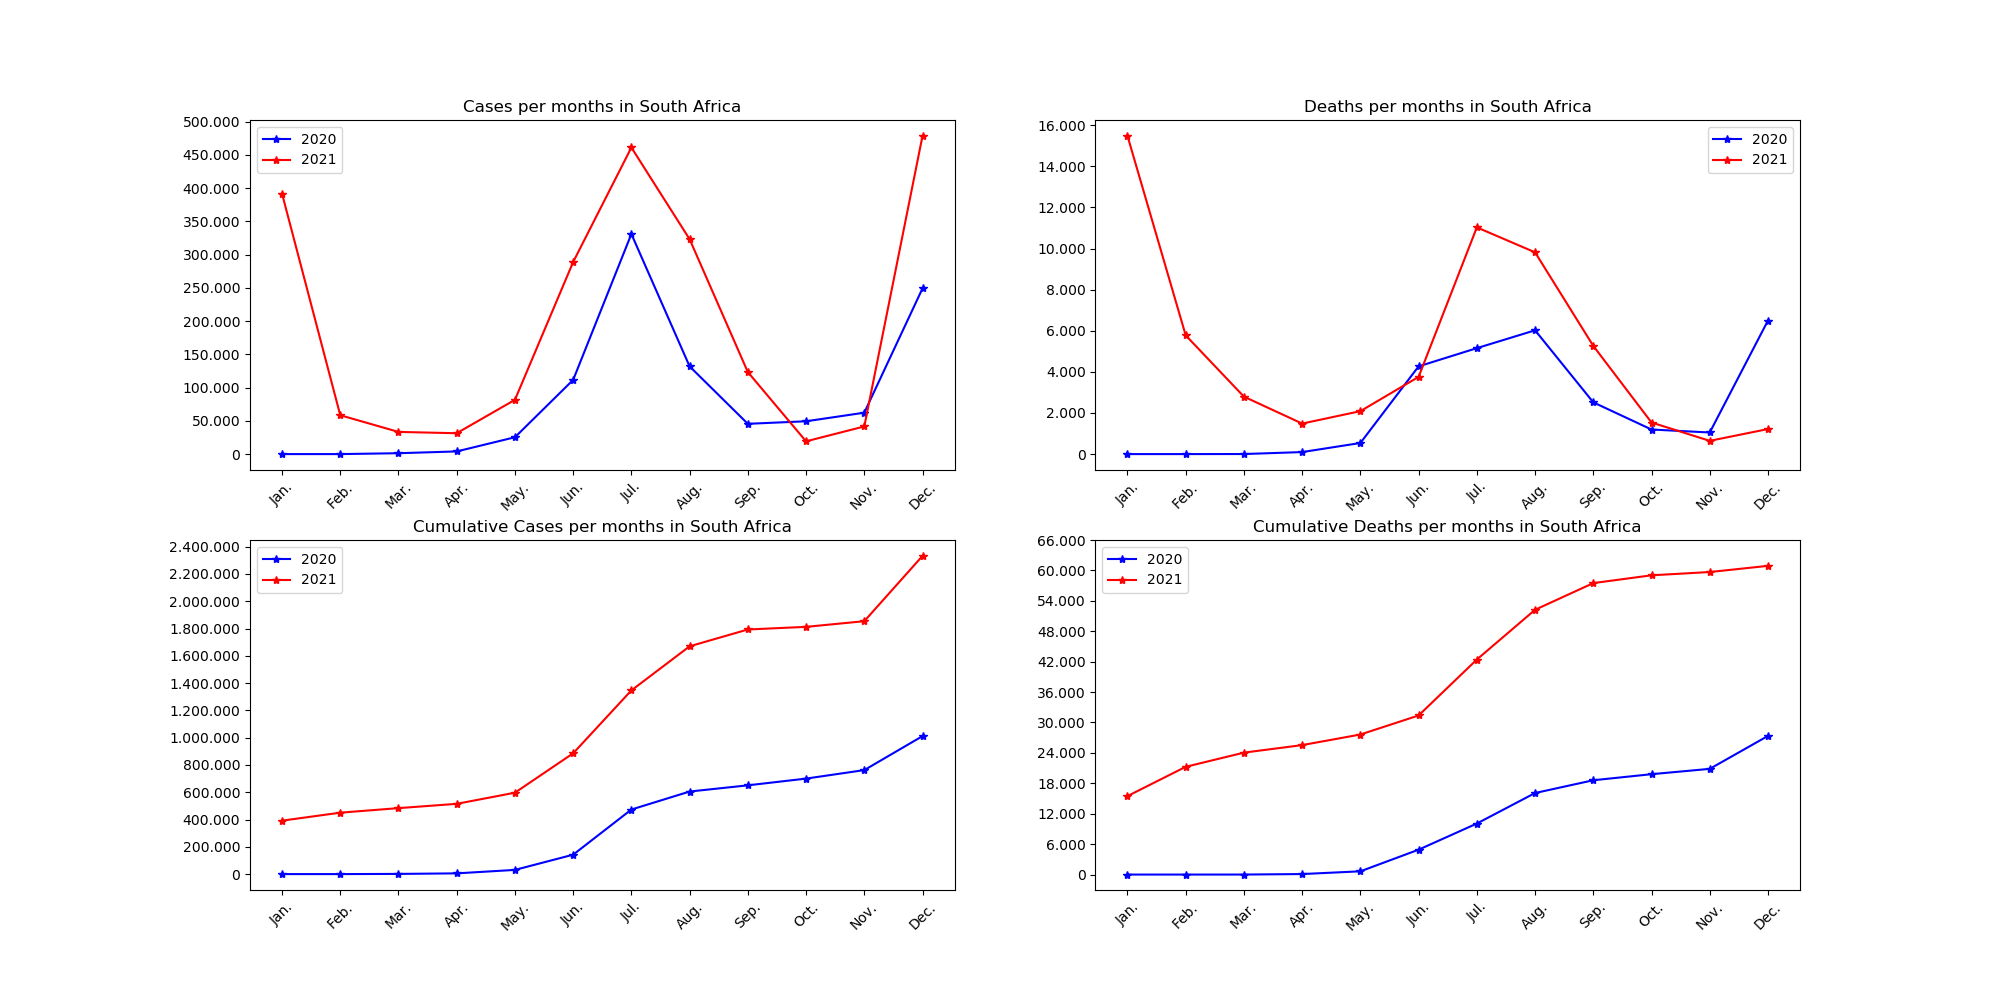 Cases per months in South Africa
500.000
450.000
400.000
350.000
300.000
250.000
200.000
150.000
100.000
50.000
0
2020
2021
Jan.
Feb.
Mar.
Apr.
May.
Jun.
Jul.
Aug.
Sep.
Oct.
Nov.
Dec.
Deaths per months in South Africa
16.000
14.000
12.000
10.000
8.000
6.000
4.000
2.000
0
2020
2021
Jan.
Feb.
Mar.
Apr.
May.
Jun.
Jul.
Aug.
Sep.
Oct.
Nov.
Dec.
Cumulative Cases per months in South Africa
2.400.000
2.200.000
2.000.000
1.800.000
1.600.000
1.400.000
1.200.000
1.000.000
800.000
600.000
400.000
200.000
0
2020
2021
Jan.
Feb.
Mar.
Apr.
May.
Jun.
Jul.
Aug.
Sep.
Oct.
Nov.
Dec.
Cumulative Deaths per months in South Africa
66.000
60.000
54.000
48.000
42.000
36.000
30.000
24.000
18.000
12.000
6.000
0
2020
2021
Jan.
Feb.
Mar.
Apr.
May.
Jun.
Jul.
Aug.
Sep.
Oct.
Nov.
Dec.